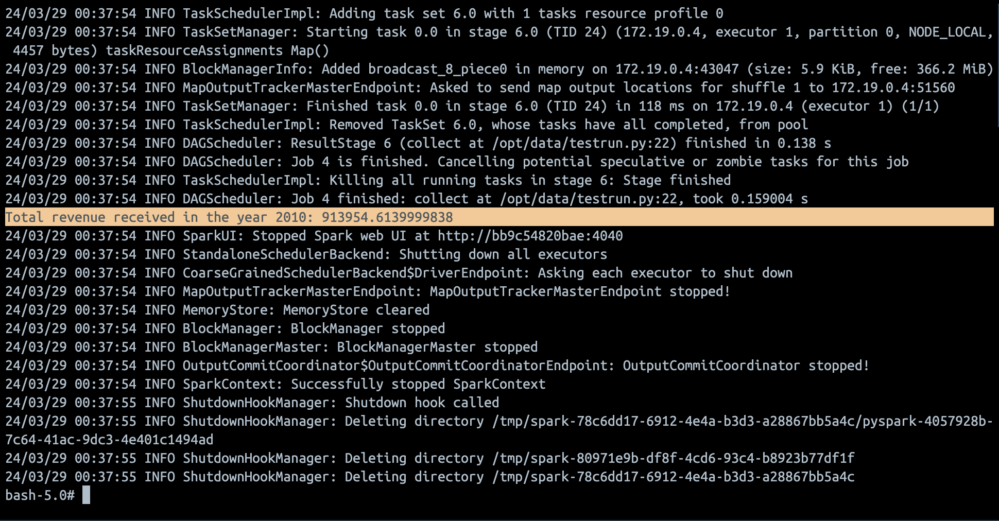 24/03/29 00:37:54 INFO TaskSchedulerImpl: Adding task set 6.0 with 1 tasks resource profile 0
24/03/29 00:37:54 INFO TaskSetManager: Starting task 0.0 in stage 6.0 (TID 24) (172.19.0.4, executor 1, partition 0, NODE_LOCAL,
 4457 bytes) taskResourceAssignments Map()
24/03/29 00:37:54 INFO BlockManagerInfo: Added broadcast_8_piece0 in memory on 172.19.0.4:43047 (size: 5.9 KiB, free: 366.2 MiB)
24/03/29 00:37:54 INFO MapOutputTrackerMasterEndpoint: Asked to send map output locations for shuffle 1 to 172.19.0.4:51560
24/03/29 00:37:54 INFO TaskSetManager: Finished task 0.0 in stage 6.0 (TID 24) in 118 ms on 172.19.0.4 (executor 1) (1/1)
24/03/29 00:37:54 INFO TaskSchedulerImpl: Removed TaskSet 6.0, whose tasks have all completed, from pool
24/03/29 00:37:54 INFO DAGScheduler: ResultStage 6 (collect at /opt/data/testrun.py:22) finished in 0.138 s
24/03/29 00:37:54 INFO DAGScheduler: Job 4 is finished. Cancelling potential speculative or zombie tasks for this job
24/03/29 00:37:54 INFO TaskSchedulerImpl: Killing all running tasks in stage 6: Stage finished
24/03/29 00:37:54 INFO DAGScheduler: Job 4 finished: collect at /opt/data/testrun.py:22, took 0.159004 s
Total revenue received in the year 2010: 913954.6139999838
24/03/29 00:37:54 INFO SparkUI: Stopped Spark web UI at http://bb9c54820bae:4040
24/03/29 00:37:54 INFO StandaloneSchedulerBackend: Shutting down all executors
24/03/29 00:37:54 INFO CoarseGrainedSchedulerBackend$DriverEndpoint: Asking each executor to shut down
24/03/29 00:37:54 INFO MapOutputTrackerMasterEndpoint: MapOutputTrackerMasterEndpoint stopped!
24/03/29 00:37:54 INFO MemoryStore: MemoryStore cleared
24/03/29 00:37:54 INFO BlockManager: BlockManager stopped
24/03/29 00:37:54 INFO BlockManagerMaster: BlockManagerMaster stopped
24/03/29 00:37:54 INFO OutputCommitCoordinator$OutputCommitCoordinatorEndpoint: OutputCommitCoordinator stopped!
24/03/29 00:37:54 INFO SparkContext: Successfully stopped SparkContext
24/03/29 00:37:55 INFO ShutdownHookManager: Shutdown hook called
24/03/29 00:37:55 INFO ShutdownHookManager: Deleting directory /tmp/spark-78c6dd17-6912-4e4a-b3d3-a28867bb5a4c/pyspark-4057928b-
7c64-41ac-9dc3-4e401c1494ad
24/03/29 00:37:55 INFO ShutdownHookManager: Deleting directory /tmp/spark-80971e9b-df8f-4cd6-93c4-b8923b77df1f
24/03/29 00:37:55 INFO ShutdownHookManager: Deleting directory /tmp/spark-78c6dd17-6912-4e4a-b3d3-a28867bb5a4c
bash-5.0#